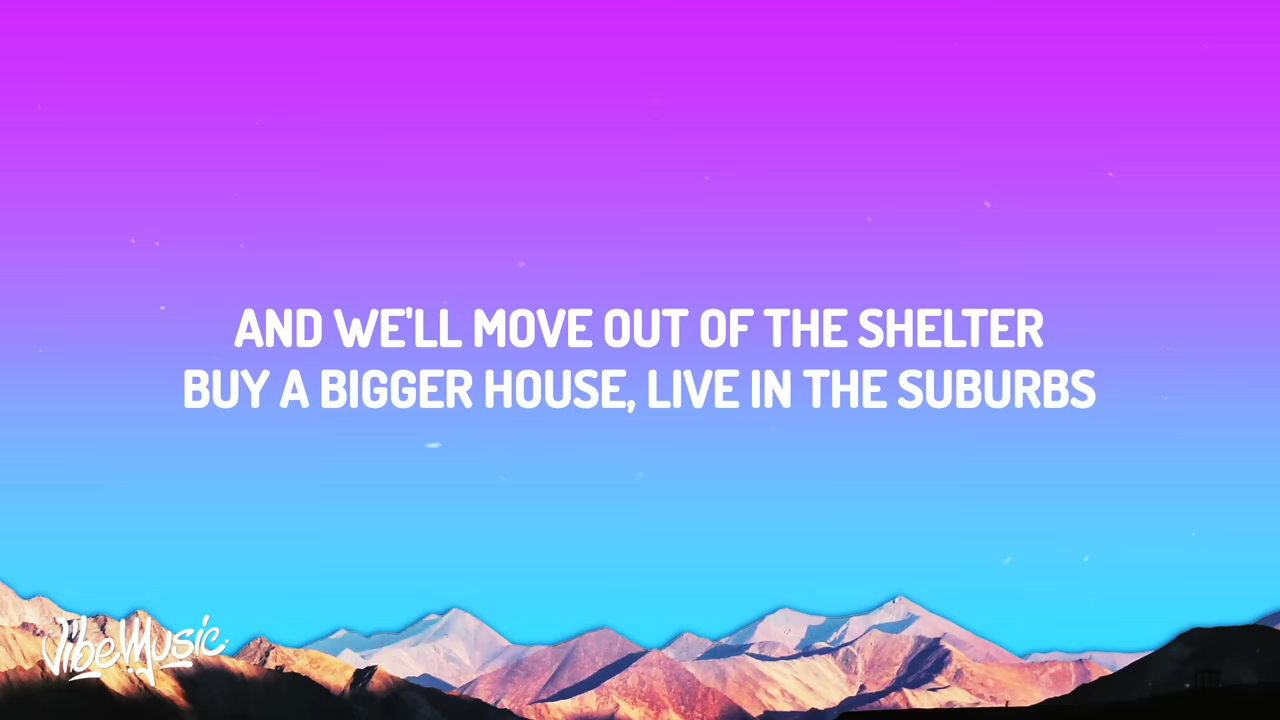 AND WE'LL MOVE OUT OF THE SHELTER
BUY A BIGGER HOUSE, LIVE IN THE SUBURBS
VibeMusic